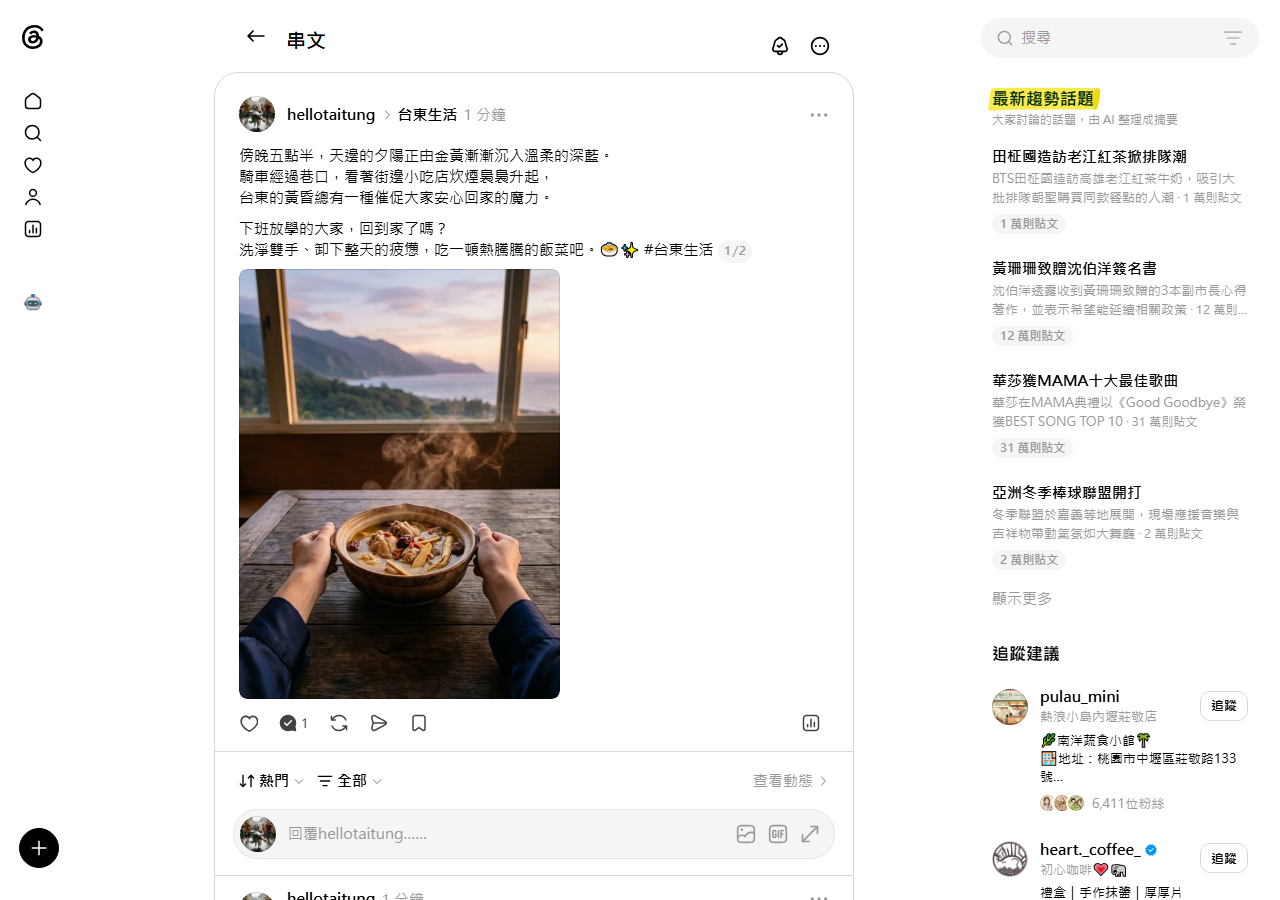 串文
搜尋
最新趨勢話題
大家討論的話題，由 AI 整理成摘要
hellotaitung > 台東生活 1 分鐘
傍晚五點半，天邊的夕陽正由金黃漸漸沉入溫柔的深藍。
騎車經過巷口，看著街邊小吃店炊煙裊裊升起，
台東的黃昏總有一種催促大家安心回家的魔力。
下班放學的大家，回到家了嗎？
洗淨雙手、卸下整天的疲憊，吃一頓熱騰騰的飯菜吧。🍲✨ #台東生活 1/2
1
熱門 全部 查看動態
回覆hellotaitung......
GIF
hellotaitung 1 分鐘
田柾國造訪老江紅茶掀排隊潮
BTS田柾國造訪高雄老江紅茶牛奶，吸引大
批排隊朝聖購買同款餐點的人潮 · 1 萬則貼文
1 萬則貼文
黃珊珊致贈沈伯洋簽名書
沈伯洋透露收到黃珊珊致贈的3本副市長心得
著作，並表示希望能延續相關政策 · 12 萬則...
12 萬則貼文
華莎獲MAMA十大最佳歌曲
華莎在MAMA典禮以《Good Goodbye》榮
獲BEST SONG TOP 10 · 31 萬則貼文
31 萬則貼文
亞洲冬季棒球聯盟開打
冬季聯盟於嘉義等地展開，現場應援音樂與
吉祥物帶動氣氛如大舞廳 · 2 萬則貼文
2 萬則貼文
顯示更多
追蹤建議
pulau_mini
追蹤
熱浪小島內壢莊敬店
🌿南洋蔬食小館🌴
🏪地址：桃園市中壢區莊敬路133
號...
6,411位粉絲
heart._coffee_
追蹤
初心咖啡❤️🐘
禮盒 | 手作抹醬 | 厚厚片